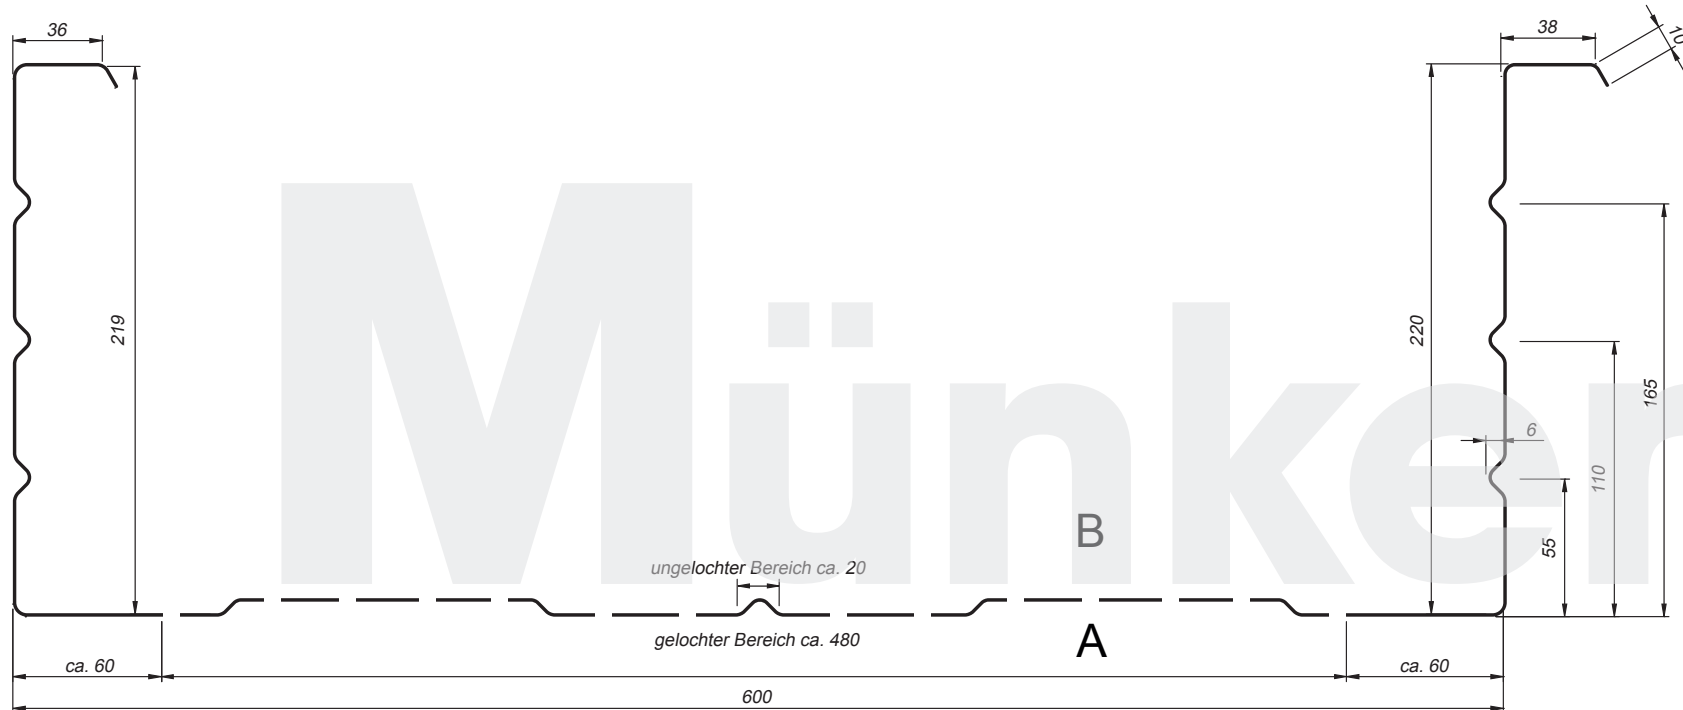 36
38
10
219
220
Münker
165
6
110
B
55
ungelochter Bereich ca. 20
gelochter Bereich ca. 480
A
ca. 60
ca. 60
600